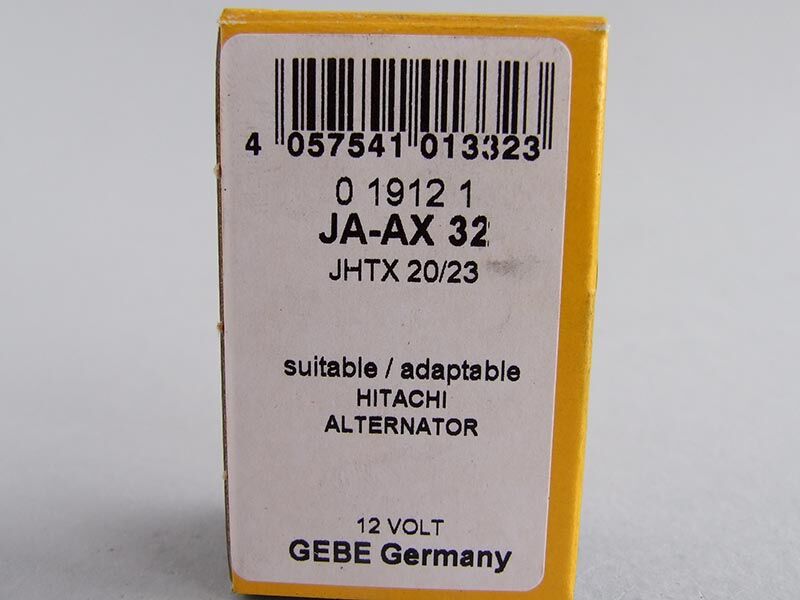 4 057541 013323
0 1912 1
JA-AX 32
JHTX 20/23
suitable / adaptable
HITACHI
ALTERNATOR
12 VOLT
GEBE Germany